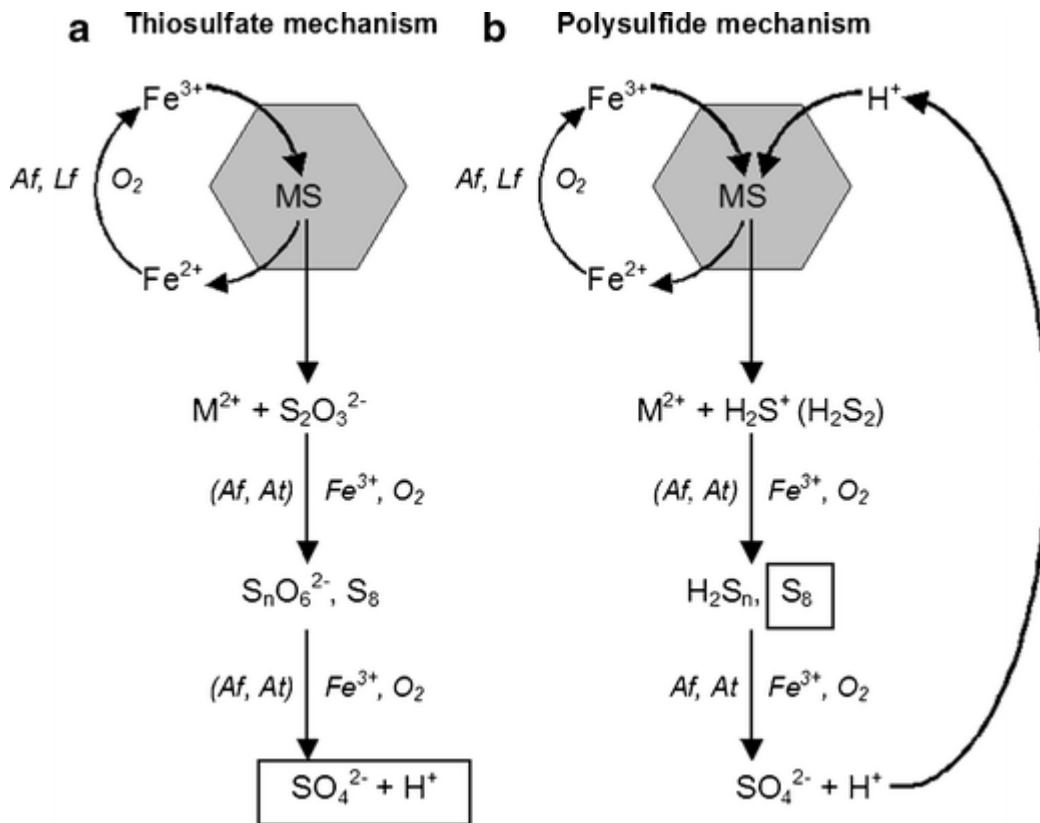 a Thiosulfate mechanism
Fe³⁺
Af, Lf O₂
MS
Fe²⁺
M²⁺ + S₂O₃²⁻
(Af, At) Fe³⁺, O₂
SₙO₆²⁻, S₈
(Af, At) Fe³⁺, O₂
SO₄²⁻ + H⁺
b Polysulfide mechanism
Fe³⁺ H⁺
Af, Lf O₂
MS
Fe²⁺
M²⁺ + H₂S⁺ (H₂S₂)
(Af, At) Fe³⁺, O₂
H₂Sₙ, S₈
Af, At Fe³⁺, O₂
SO₄²⁻ + H⁺